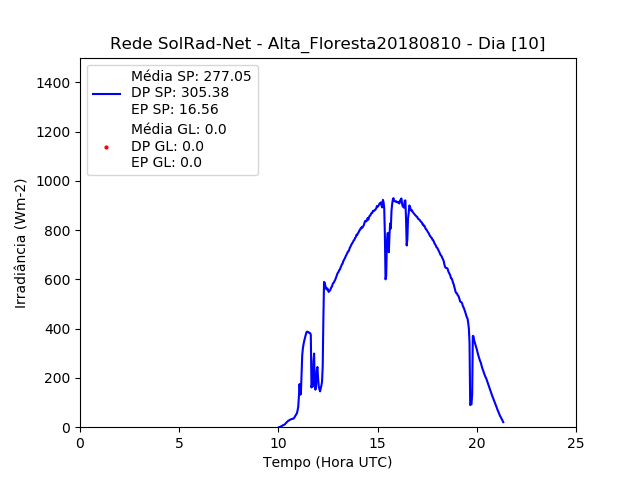 Rede SolRad-Net - Alta_Floresta20180810 - Dia [10]
Média SP: 277.05
DP SP: 305.38
EP SP: 16.56
Média GL: 0.0
DP GL: 0.0
EP GL: 0.0
Irradiância (Wm-2)
1400
1200
1000
800
600
400
200
0
0 5 10 15 20 25
Tempo (Hora UTC)